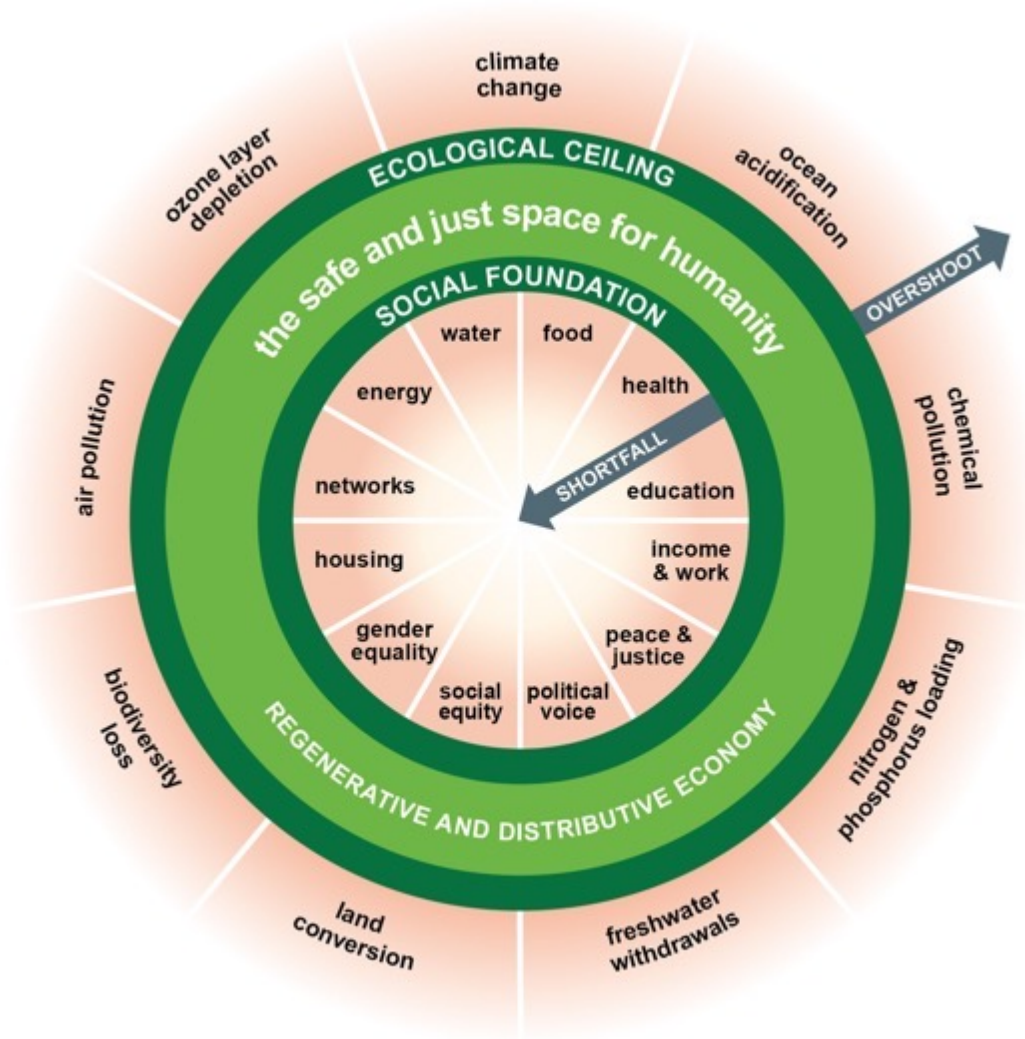 climate
change
ocean
acidification
chemical
pollution
nitrogen &
phosphorus loading
freshwater
withdrawals
land
conversion
biodiversity
loss
air pollution
ozone layer
depletion
OVERSHOOT
ECOLOGICAL CEILING
the safe and just space for humanity
SOCIAL FOUNDATION
water
food
health
SHORTFALL
education
income
& work
peace &
justice
political
voice
social
equity
gender
equality
housing
networks
energy
REGENERATIVE AND DISTRIBUTIVE ECONOMY